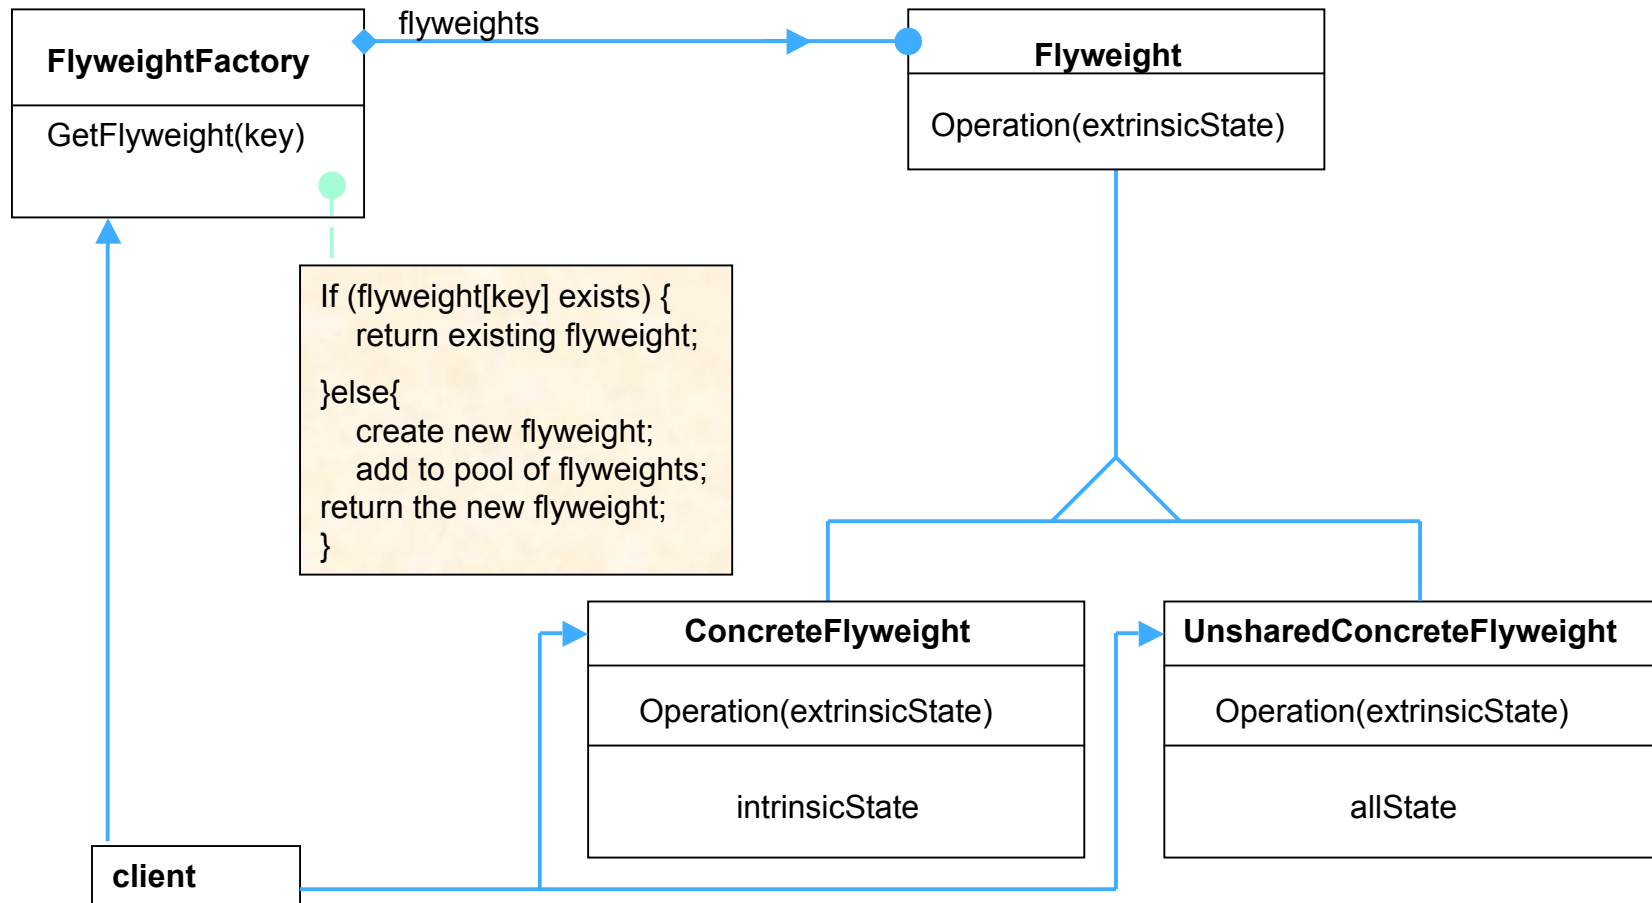 flyweights
FlyweightFactory
GetFlyweight(key)
Flyweight
Operation(extrinsicState)
If (flyweight[key] exists) {
return existing flyweight;
}else{
create new flyweight;
add to pool of flyweights;
return the new flyweight;
}
ConcreteFlyweight
Operation(extrinsicState)
intrinsicState
UnsharedConcreteFlyweight
Operation(extrinsicState)
allState
client